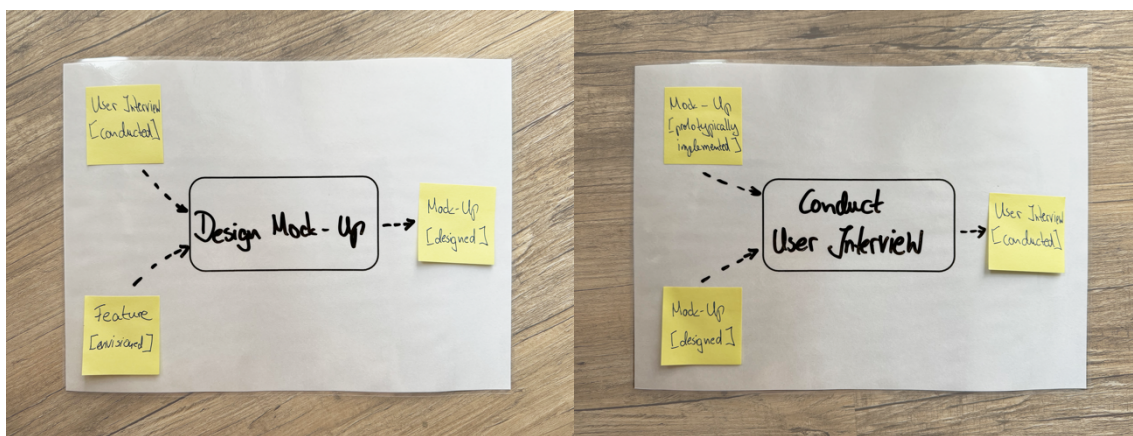 User Interview
[conducted]
Feature
[envisioned]
Design Mock-Up
Mock-Up
[designed]
Mock-Up
[prototypically
implemented]
Mock-Up
[designed]
Conduct
User Interview
User Interview
[conducted]